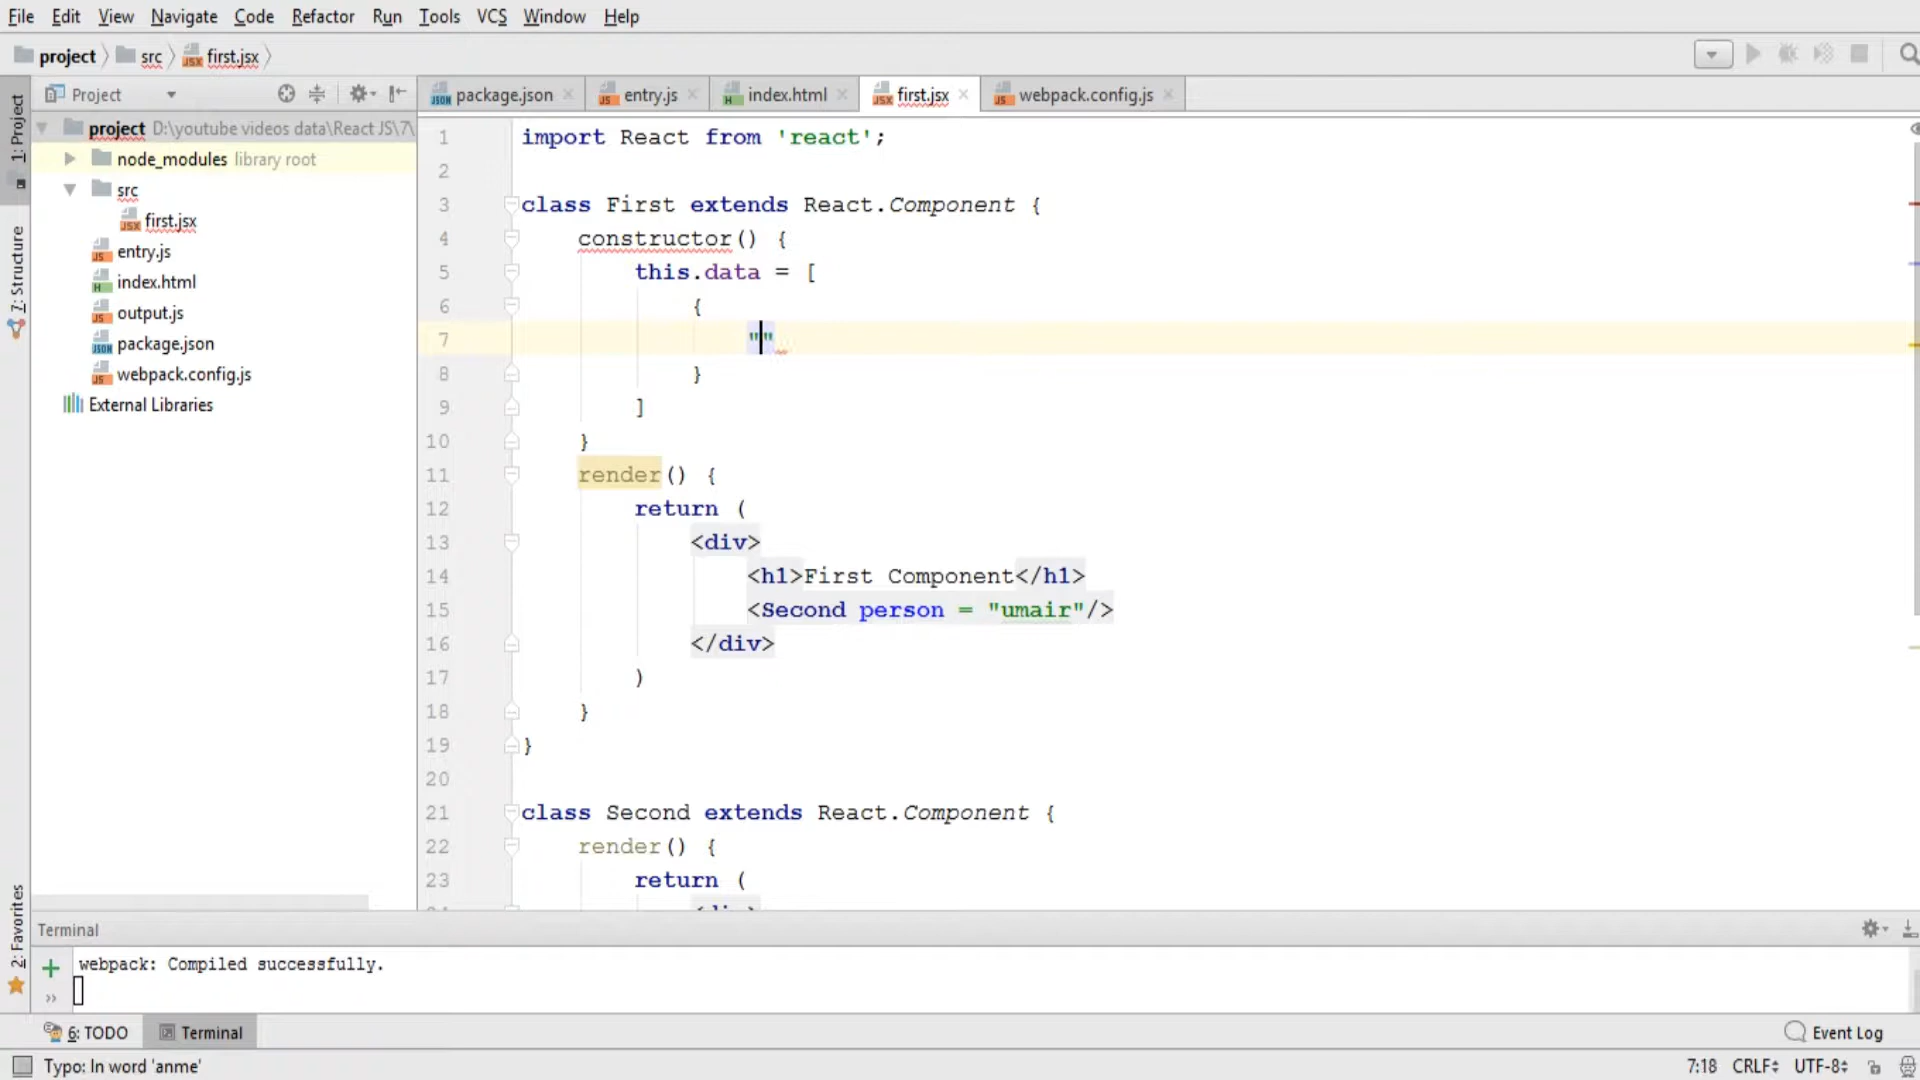 File Edit View Navigate Code Refactor Run Tools VCS Window Help
project src first.jsx
1: Project
7: Structure
2: Favorites
Project
project D:\youtube videos data\React JS\7\
node_modules library root
src
first.jsx
entry.js
index.html
output.js
package.json
webpack.config.js
External Libraries
package.json entry.js index.html first.jsx webpack.config.js
1 import React from 'react';
2
3 class First extends React.Component {
4 constructor() {
5 this.data = [
6 {
7 ""
8 }
9 ]
10 }
11 render() {
12 return (
13 <div>
14 <h1>First Component</h1>
15 <Second person = "umair"/>
16 </div>
17 )
18 }
19 }
20
21 class Second extends React.Component {
22 render() {
23 return (
Terminal
webpack: Compiled successfully.
6: TODO Terminal Event Log
Typo: In word 'anme' 7:18 CRLF UTF-8